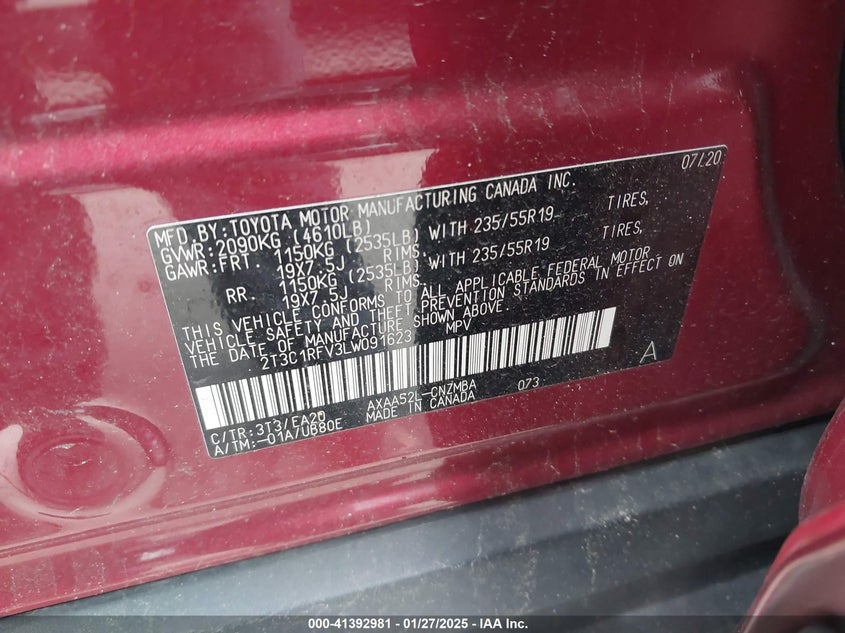 07/20
MFD. BY: TOYOTA MOTOR MANUFACTURING CANADA INC.
GVWR: 2090KG (4610LB)
GAWR: FRT 1150KG (2535LB) WITH 235/55R19 TIRES,
19X7.5J RIMS,
RR. 1150KG (2535LB) WITH 235/55R19 TIRES,
19X7.5J RIMS,
THIS VEHICLE CONFORMS TO ALL APPLICABLE FEDERAL MOTOR
VEHICLE SAFETY AND THEFT PREVENTION STANDARDS IN EFFECT ON
THE DATE OF MANUFACTURE SHOWN ABOVE.
2T3C1RFV3LW091623 MPV
A
C/TR: 3T3/EA20 AXAA52L-CNZMBA 073
A/TM: -01A/UB80E MADE IN CANADA
000-41392981 - 01/27/2025 - IAA Inc.